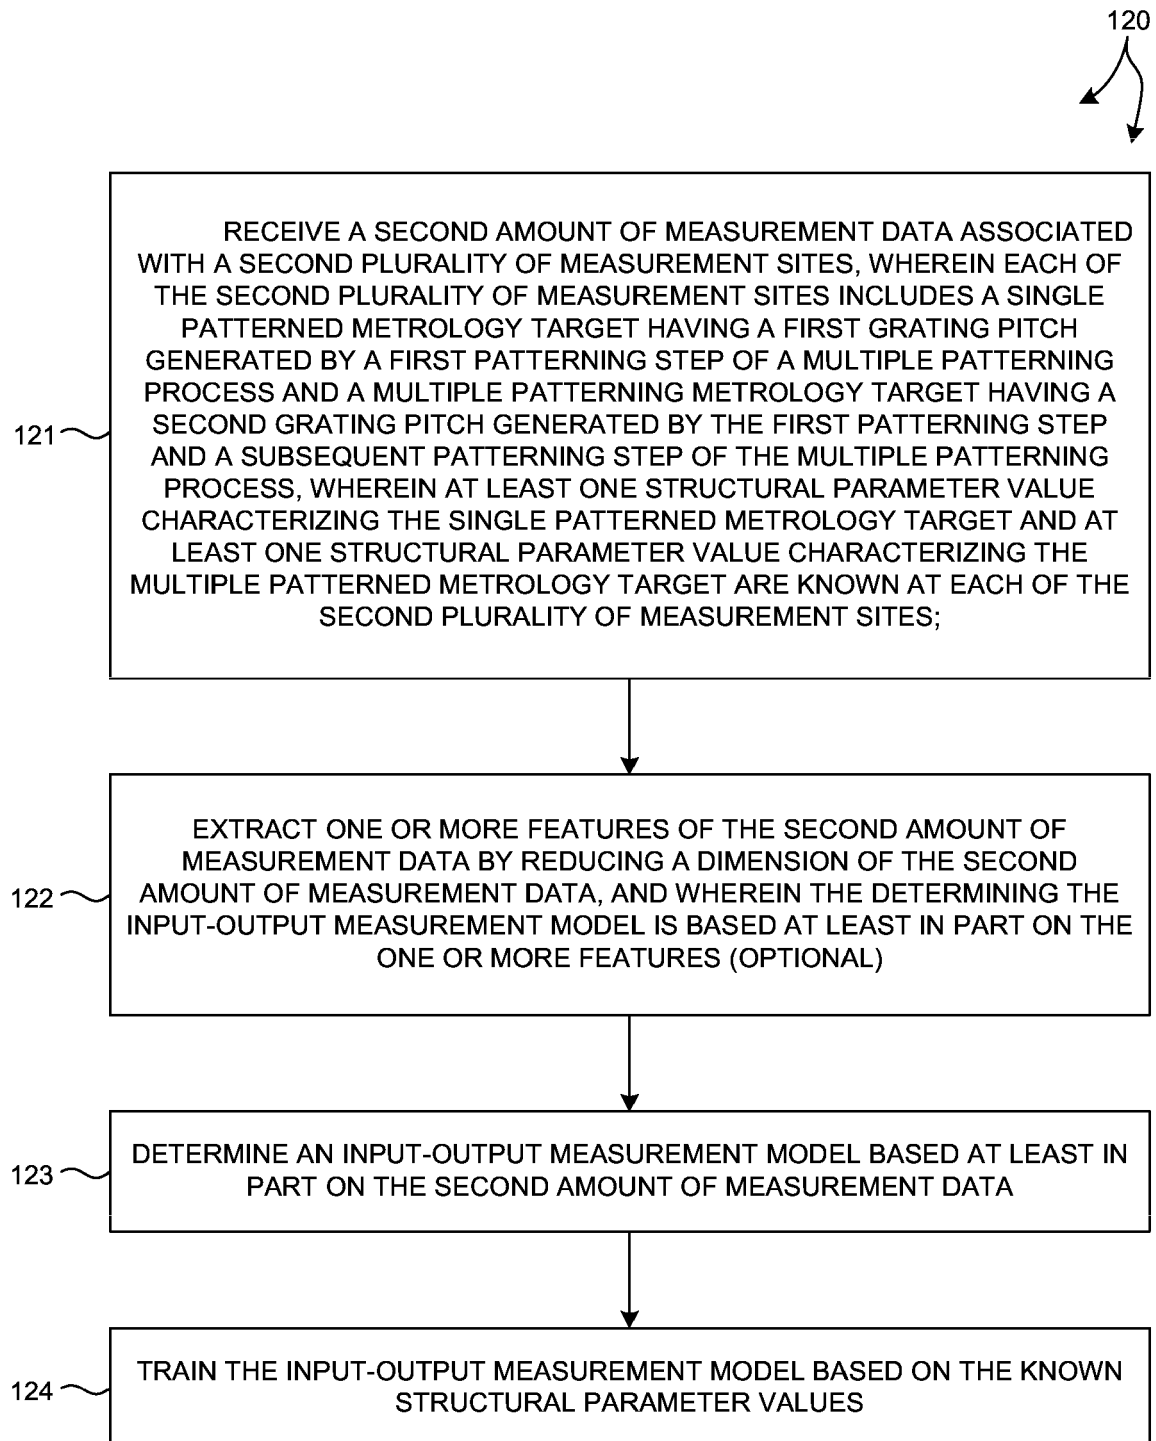 120
RECEIVE A SECOND AMOUNT OF MEASUREMENT DATA ASSOCIATED
WITH A SECOND PLURALITY OF MEASUREMENT SITES, WHEREIN EACH OF
THE SECOND PLURALITY OF MEASUREMENT SITES INCLUDES A SINGLE
PATTERNED METROLOGY TARGET HAVING A FIRST GRATING PITCH
GENERATED BY A FIRST PATTERNING STEP OF A MULTIPLE PATTERNING
PROCESS AND A MULTIPLE PATTERNING METROLOGY TARGET HAVING A
121
SECOND GRATING PITCH GENERATED BY THE FIRST PATTERNING STEP
AND A SUBSEQUENT PATTERNING STEP OF THE MULTIPLE PATTERNING
PROCESS, WHEREIN AT LEAST ONE STRUCTURAL PARAMETER VALUE
CHARACTERIZING THE SINGLE PATTERNED METROLOGY TARGET AND AT
LEAST ONE STRUCTURAL PARAMETER VALUE CHARACTERIZING THE
MULTIPLE PATTERNED METROLOGY TARGET ARE KNOWN AT EACH OF THE
SECOND PLURALITY OF MEASUREMENT SITES;
EXTRACT ONE OR MORE FEATURES OF THE SECOND AMOUNT OF
MEASUREMENT DATA BY REDUCING A DIMENSION OF THE SECOND
122
AMOUNT OF MEASUREMENT DATA, AND WHEREIN THE DETERMINING THE
INPUT-OUTPUT MEASUREMENT MODEL IS BASED AT LEAST IN PART ON THE
ONE OR MORE FEATURES (OPTIONAL)
123
DETERMINE AN INPUT-OUTPUT MEASUREMENT MODEL BASED AT LEAST IN
PART ON THE SECOND AMOUNT OF MEASUREMENT DATA
124
TRAIN THE INPUT-OUTPUT MEASUREMENT MODEL BASED ON THE KNOWN
STRUCTURAL PARAMETER VALUES